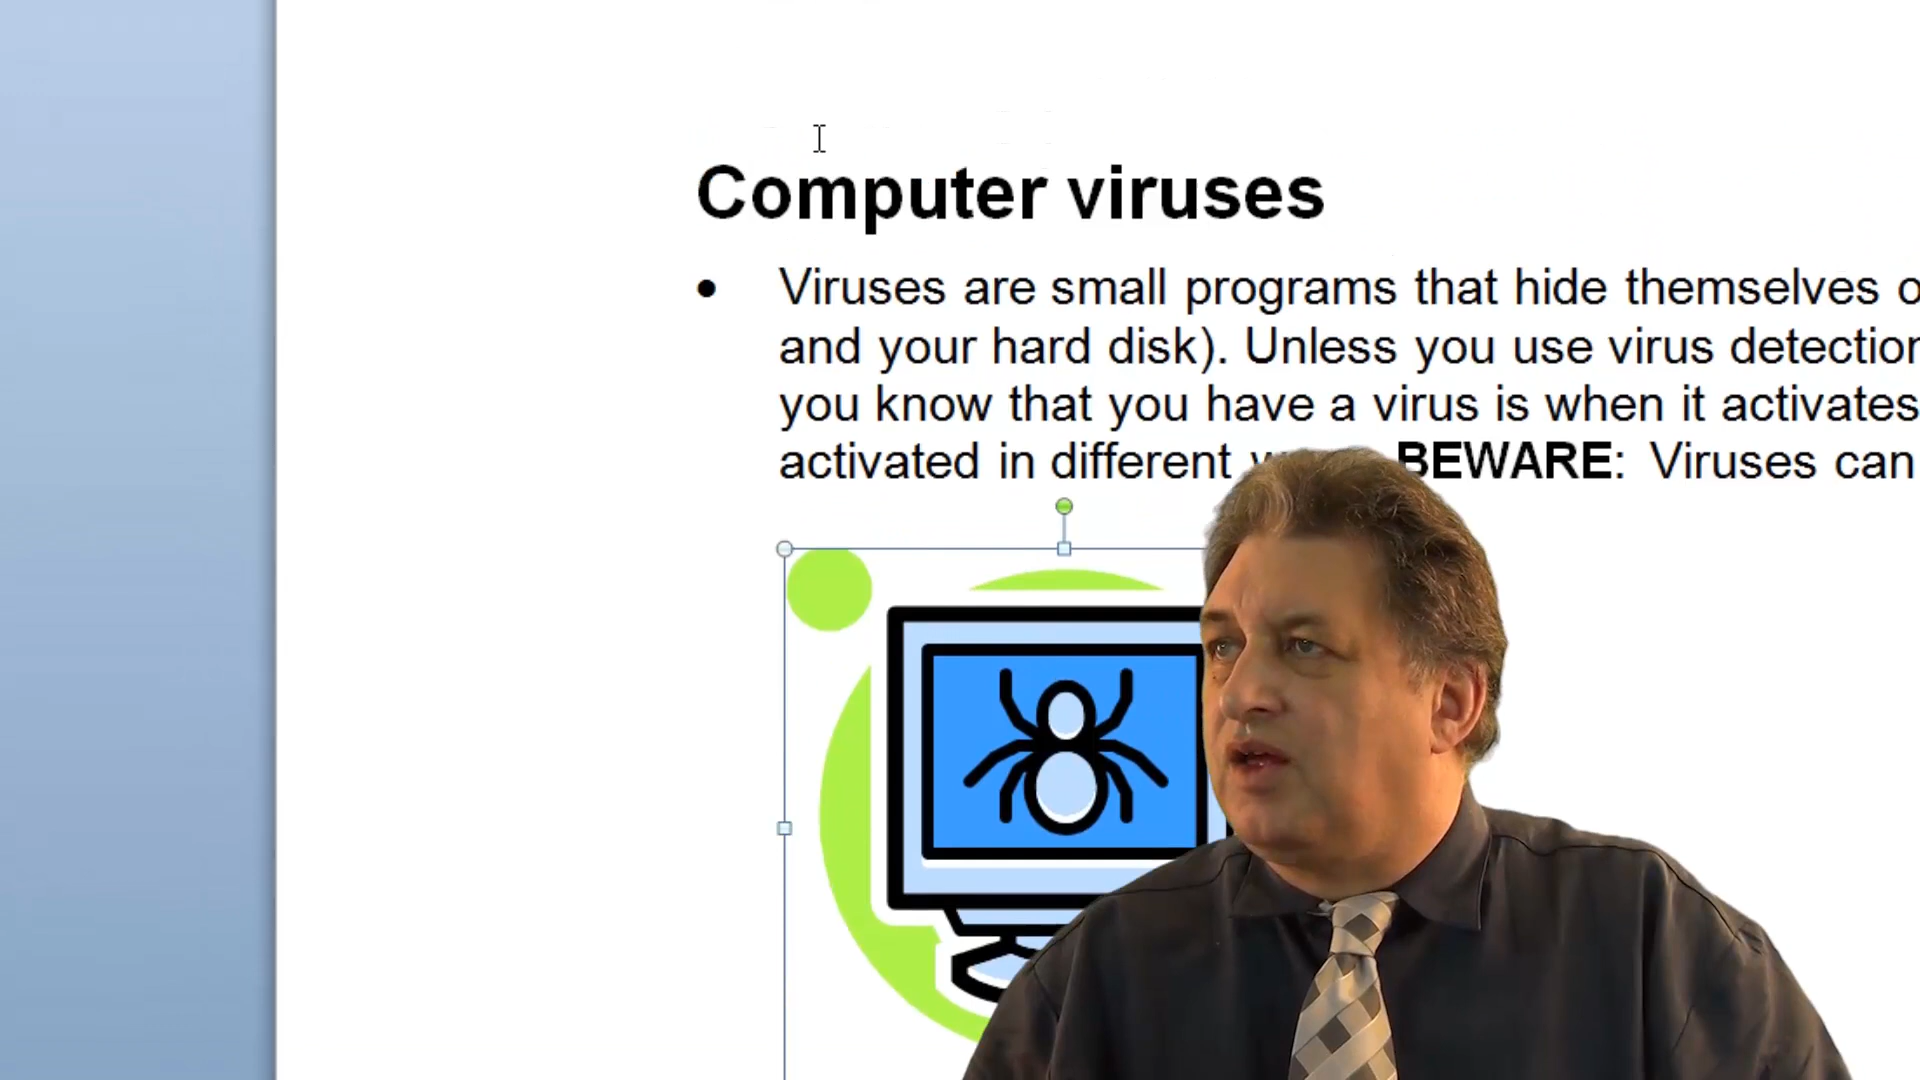 Computer viruses
• Viruses are small programs that hide themselves
and your hard disk). Unless you use virus detection
you know that you have a virus is when it activates
activated in different BEWARE: Viruses can